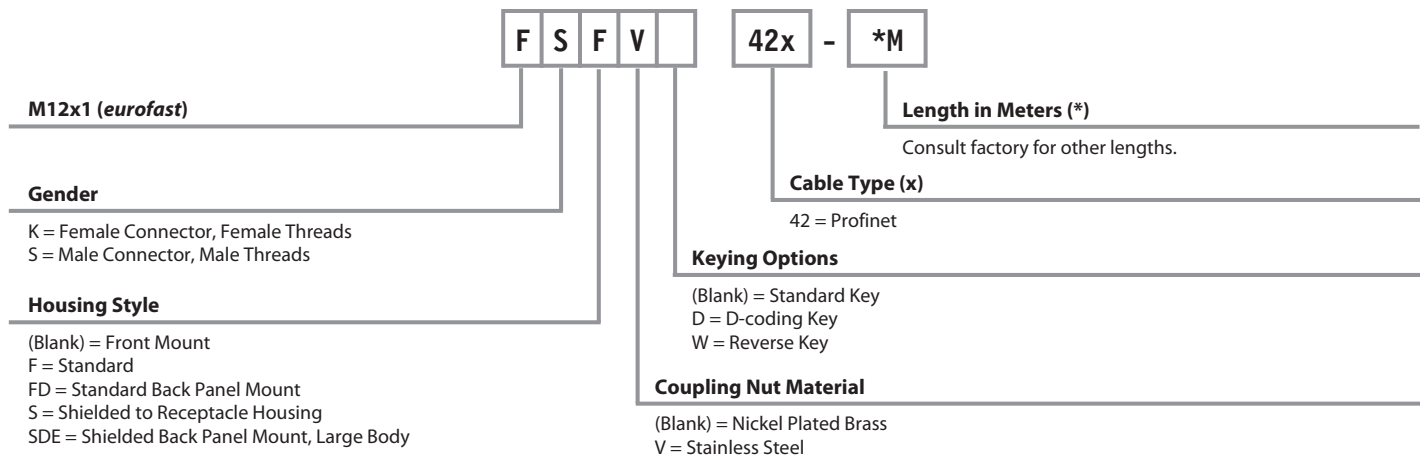 F S F V 42x - *M
M12x1 (eurofast)
Gender
K = Female Connector, Female Threads
S = Male Connector, Male Threads
Housing Style
(Blank) = Front Mount
F = Standard
FD = Standard Back Panel Mount
S = Shielded to Receptacle Housing
SDE = Shielded Back Panel Mount, Large Body
Length in Meters (*)
Consult factory for other lengths.
Cable Type (x)
42 = Profinet
Keying Options
(Blank) = Standard Key
D = D-coding Key
W = Reverse Key
Coupling Nut Material
(Blank) = Nickel Plated Brass
V = Stainless Steel